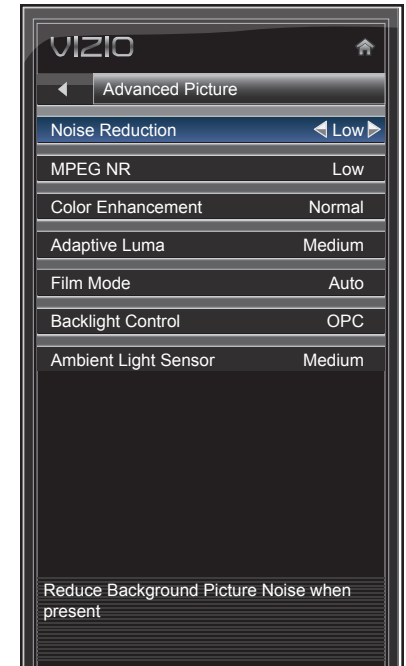 VIZIO
Advanced Picture
Noise Reduction Low
MPEG NR Low
Color Enhancement Normal
Adaptive Luma Medium
Film Mode Auto
Backlight Control OPC
Ambient Light Sensor Medium
Reduce Background Picture Noise when
present